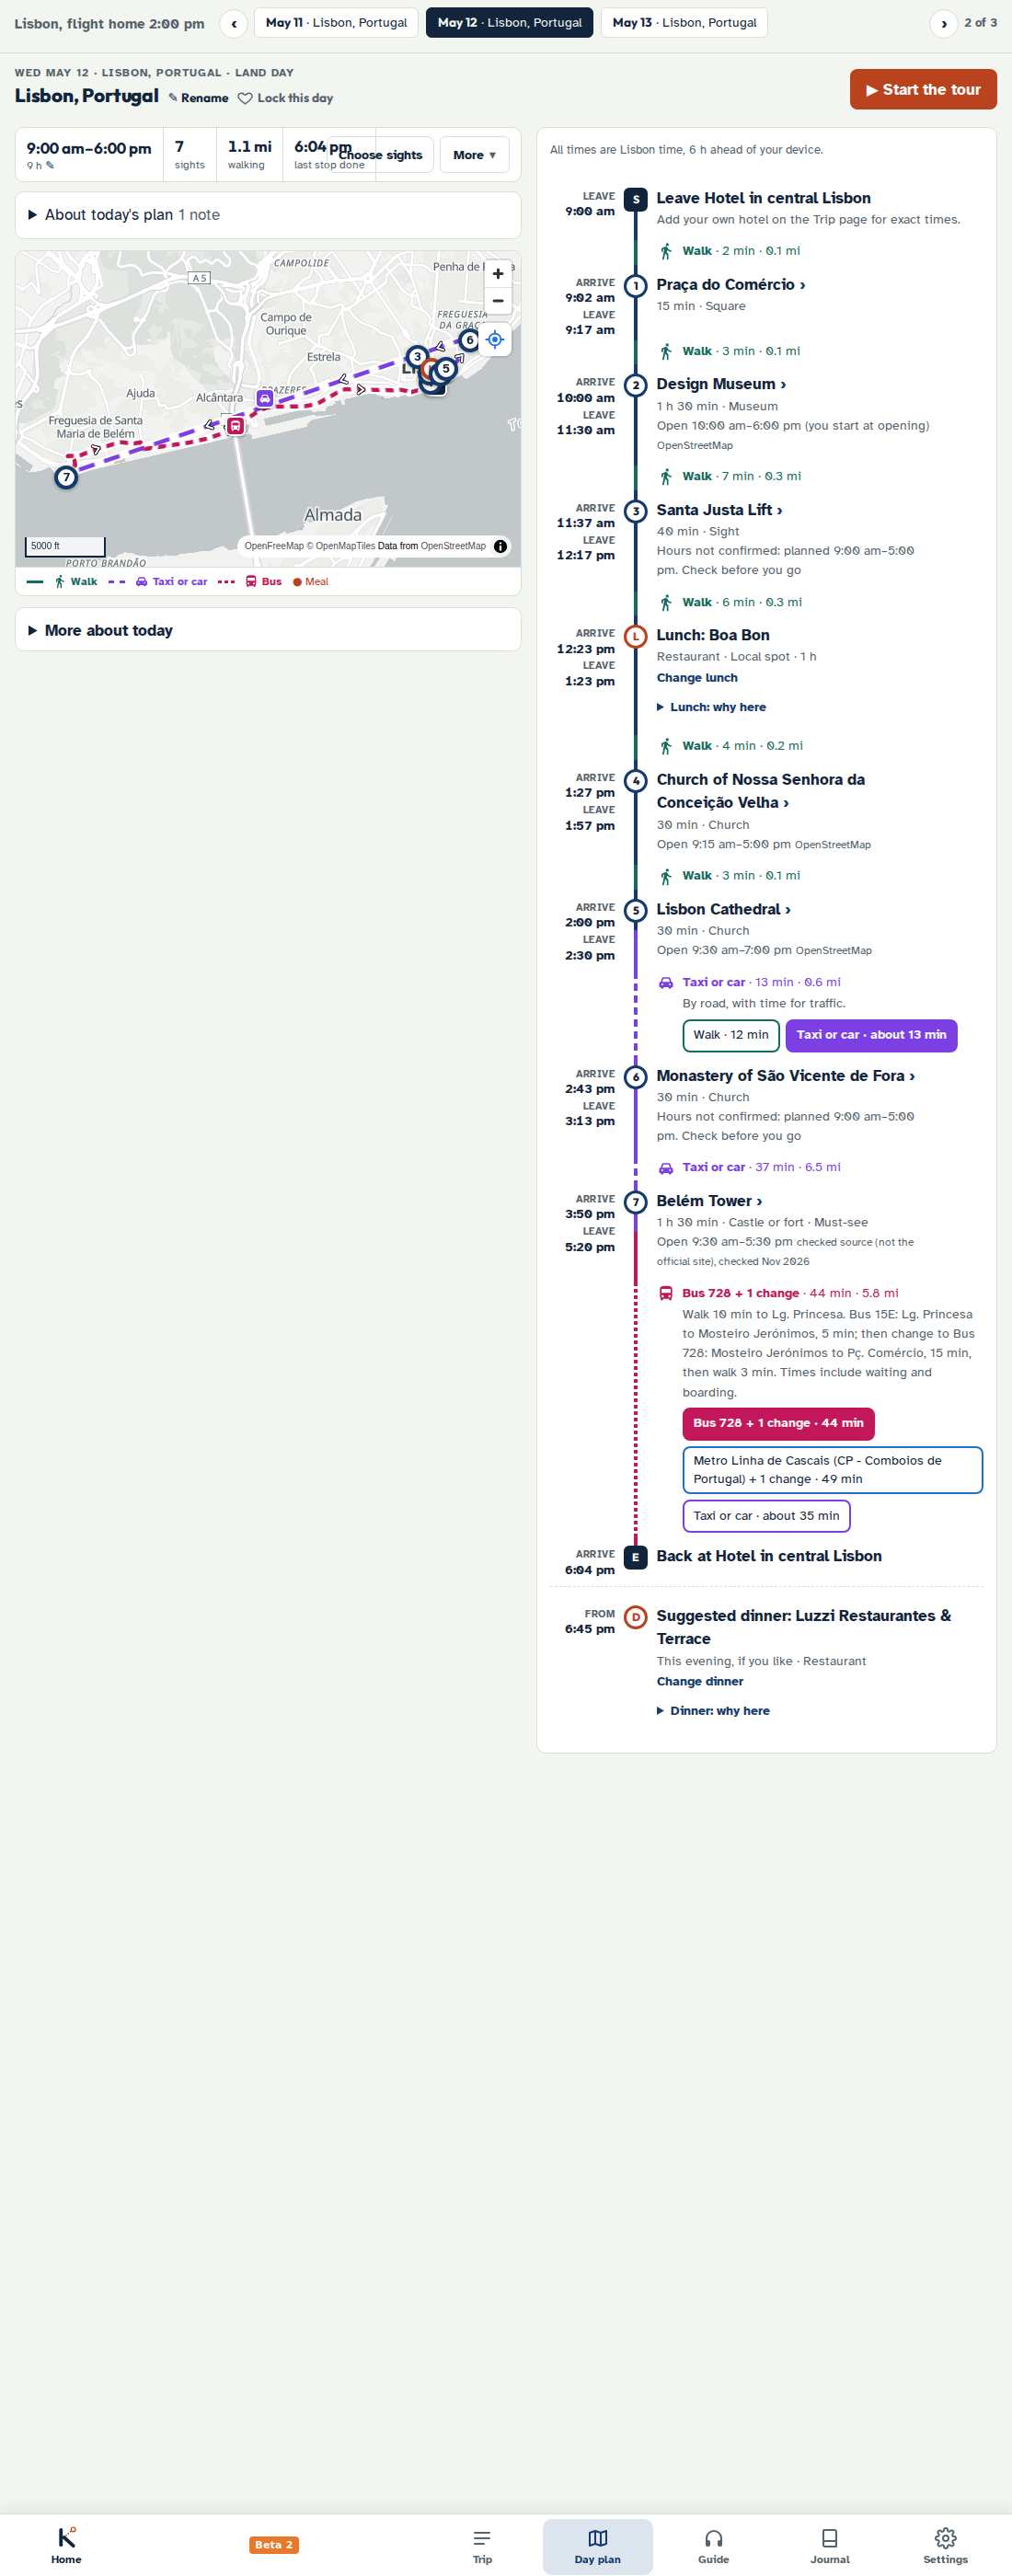 Lisbon, flight home 2:00 pm
‹
May 11 · Lisbon, Portugal
May 12 · Lisbon, Portugal
May 13 · Lisbon, Portugal
›
2 of 3
WED MAY 12 · LISBON, PORTUGAL · LAND DAY
Lisbon, Portugal ✎ Rename Lock this day
▶ Start the tour
9:00 am–6:00 pm
9 h ✎
7
sights
1.1 mi
walking
6:04 pm
last stop done
Choose sights
More ▾
▶ About today's plan 1 note
CAMPOLIDE
A 5
Penha de
Campo de
Ourique
FREGUESIA
DA GRAÇA
+
−
Estrela
6
3
5
Ajuda
Alcântara
Freguesia de Santa
Maria de Belém
7
Almada
5000 ft
OpenFreeMap © OpenMapTiles Data from OpenStreetMap
PORTO BRANDÃO
Walk
Taxi or car
Bus
Meal
▶ More about today
All times are Lisbon time, 6 h ahead of your device.
LEAVE
9:00 am
S
Leave Hotel in central Lisbon
Add your own hotel on the Trip page for exact times.
Walk · 2 min · 0.1 mi
ARRIVE
9:02 am
LEAVE
9:17 am
1
Praça do Comércio ›
15 min · Square
Walk · 3 min · 0.1 mi
ARRIVE
10:00 am
LEAVE
11:30 am
2
Design Museum ›
1 h 30 min · Museum
Open 10:00 am–6:00 pm (you start at opening)
OpenStreetMap
Walk · 7 min · 0.3 mi
ARRIVE
11:37 am
LEAVE
12:17 pm
3
Santa Justa Lift ›
40 min · Sight
Hours not confirmed: planned 9:00 am–5:00
pm. Check before you go
Walk · 6 min · 0.3 mi
ARRIVE
12:23 pm
LEAVE
1:23 pm
L
Lunch: Boa Bon
Restaurant · Local spot · 1 h
Change lunch
▶ Lunch: why here
Walk · 4 min · 0.2 mi
ARRIVE
1:27 pm
LEAVE
1:57 pm
4
Church of Nossa Senhora da
Conceição Velha ›
30 min · Church
Open 9:15 am–5:00 pm OpenStreetMap
Walk · 3 min · 0.1 mi
ARRIVE
2:00 pm
LEAVE
2:30 pm
5
Lisbon Cathedral ›
30 min · Church
Open 9:30 am–7:00 pm OpenStreetMap
Taxi or car · 13 min · 0.6 mi
By road, with time for traffic.
Walk · 12 min
Taxi or car · about 13 min
ARRIVE
2:43 pm
LEAVE
3:13 pm
6
Monastery of São Vicente de Fora ›
30 min · Church
Hours not confirmed: planned 9:00 am–5:00
pm. Check before you go
Taxi or car · 37 min · 6.5 mi
ARRIVE
3:50 pm
LEAVE
5:20 pm
7
Belém Tower ›
1 h 30 min · Castle or fort · Must-see
Open 9:30 am–5:30 pm checked source (not the
official site), checked Nov 2026
Bus 728 + 1 change · 44 min · 5.8 mi
Walk 10 min to Lg. Princesa. Bus 15E: Lg. Princesa
to Mosteiro Jerónimos, 5 min; then change to Bus
728: Mosteiro Jerónimos to Pç. Comércio, 15 min,
then walk 3 min. Times include waiting and
boarding.
Bus 728 + 1 change · 44 min
Metro Linha de Cascais (CP - Comboios de
Portugal) + 1 change · 49 min
Taxi or car · about 35 min
ARRIVE
6:04 pm
E
Back at Hotel in central Lisbon
FROM
6:45 pm
D
Suggested dinner: Luzzi Restaurantes &
Terrace
This evening, if you like · Restaurant
Change dinner
▶ Dinner: why here
Home
Beta 2
Trip
Day plan
Guide
Journal
Settings